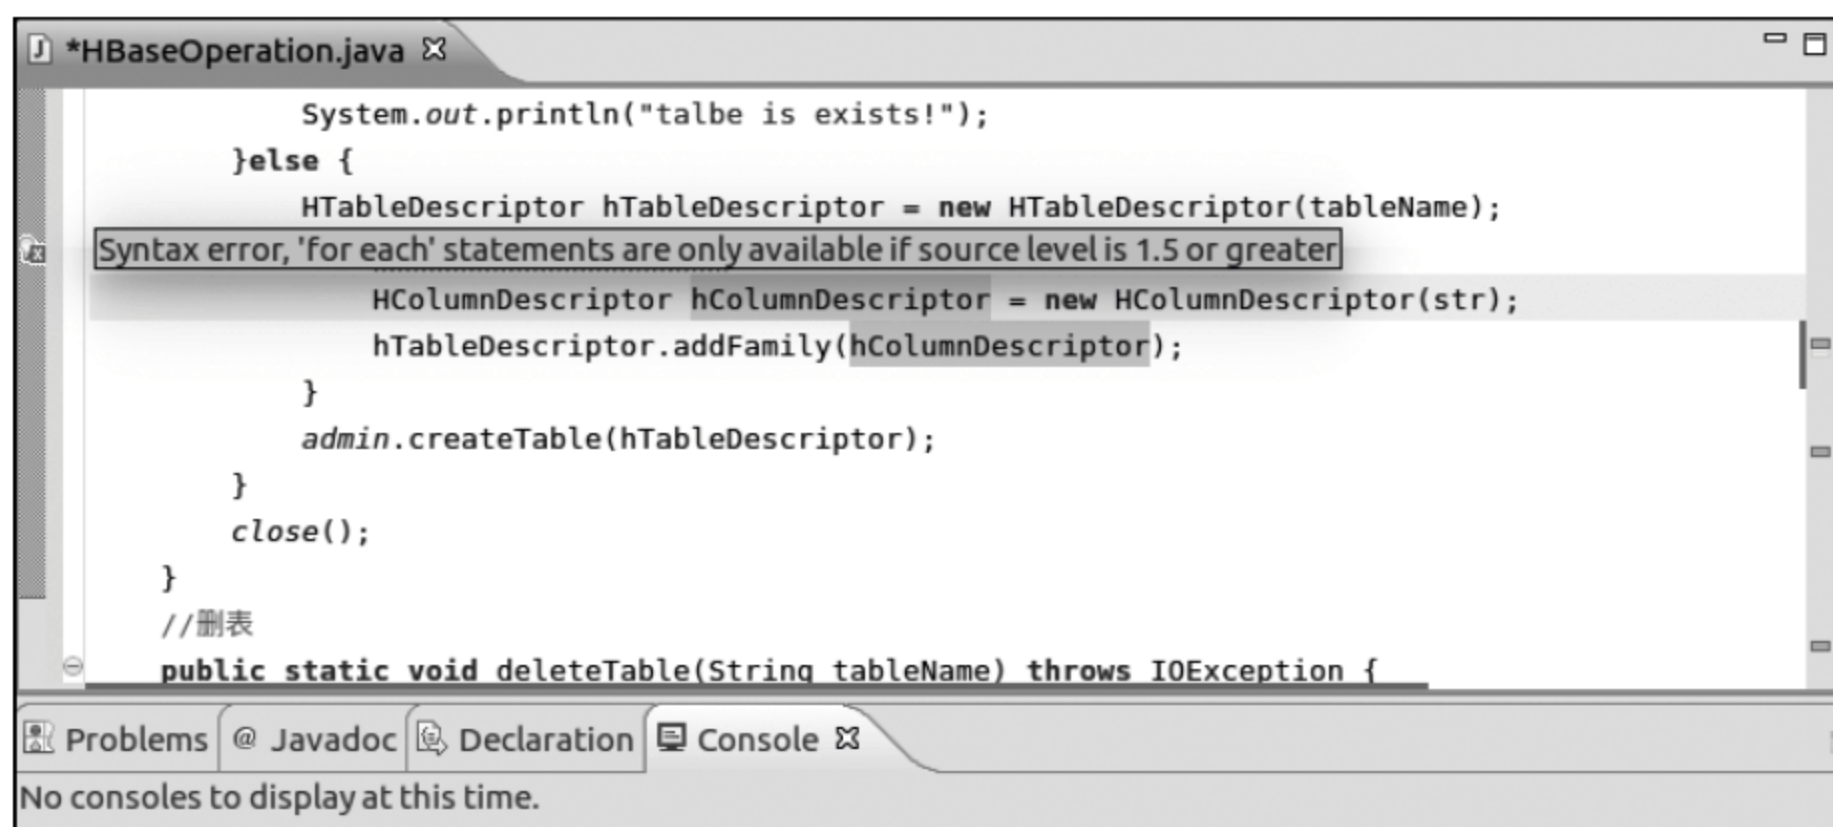 *HBaseOperation.java
System.out.println("talbe is exists!");
}else {
HTableDescriptor hTableDescriptor = new HTableDescriptor(tableName);
Syntax error, 'for each' statements are only available if source level is 1.5 or greater
HColumnDescriptor hColumnDescriptor = new HColumnDescriptor(str);
hTableDescriptor.addFamily(hColumnDescriptor);
}
admin.createTable(hTableDescriptor);
}
close();
}
//删表
public static void deleteTable(String tableName) throws IOException {
Problems @ Javadoc Declaration Console
No consoles to display at this time.